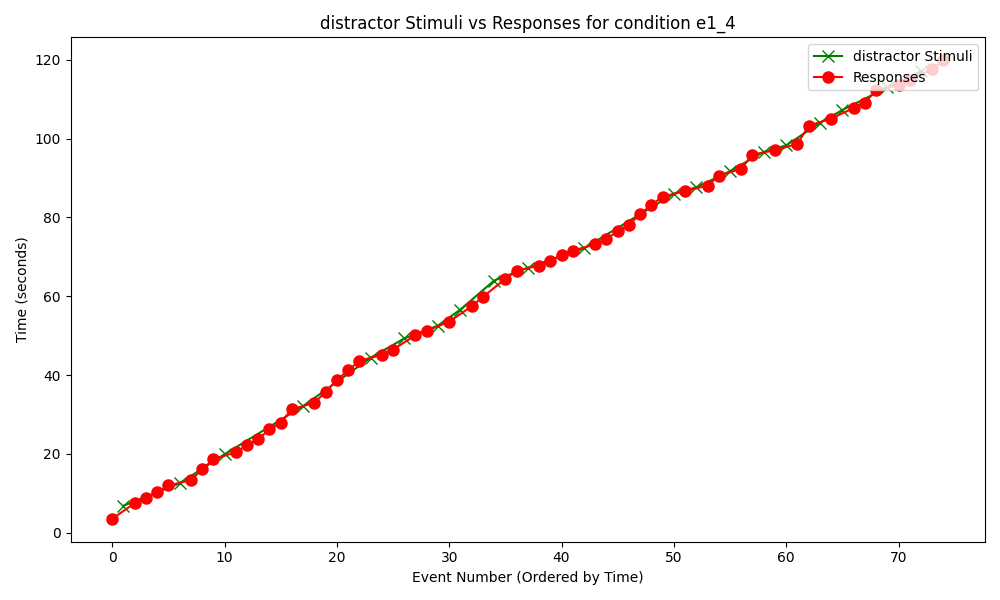 distractor Stimuli vs Responses for condition e1_4
distractor Stimuli
Responses
Time (seconds)
120
100
80
60
40
20
0
0 10 20 30 40 50 60 70
Event Number (Ordered by Time)